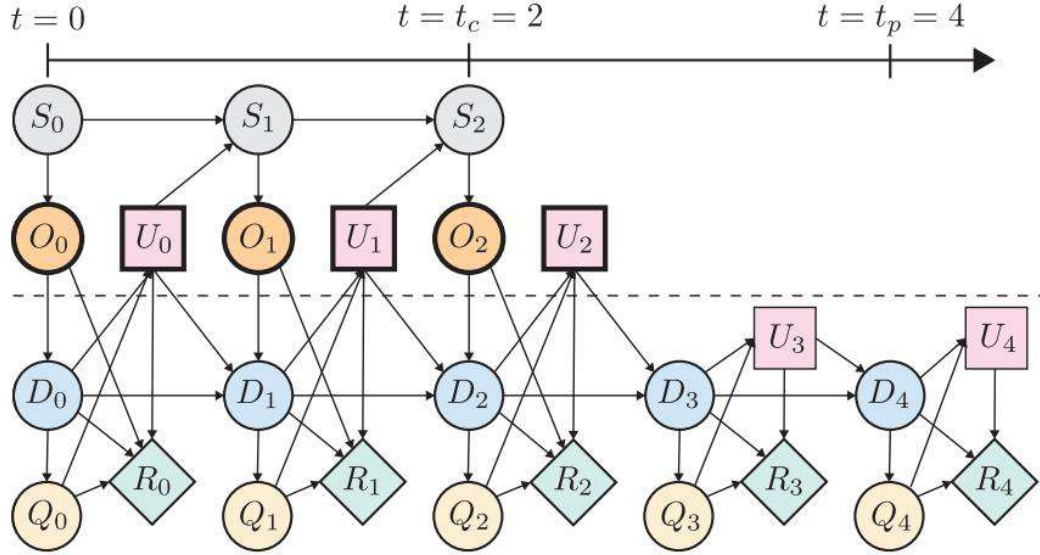 t = 0 t = t_c = 2 t = t_p = 4
S_0 S_1 S_2
O_0 U_0 O_1 U_1 O_2 U_2
U_3 U_4
D_0 D_1 D_2 D_3 D_4
R_0 R_1 R_2 R_3 R_4
Q_0 Q_1 Q_2 Q_3 Q_4